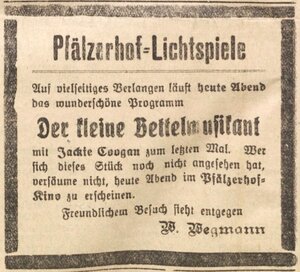 Pfälzerhof=Lichtspiele
Auf vielseitiges Verlangen läuft heute Abend
das wunderschöne Programm
Der kleine Bettelmusikant
mit Jackie Coogan zum letzten Mal. Wer
sich dieses Stück noch nicht angesehen hat,
versäume nicht, heute Abend im Pfälzerhof-
Kino zu erscheinen.
Freundlichem Besuch sieht entgegen
W. Wegmann